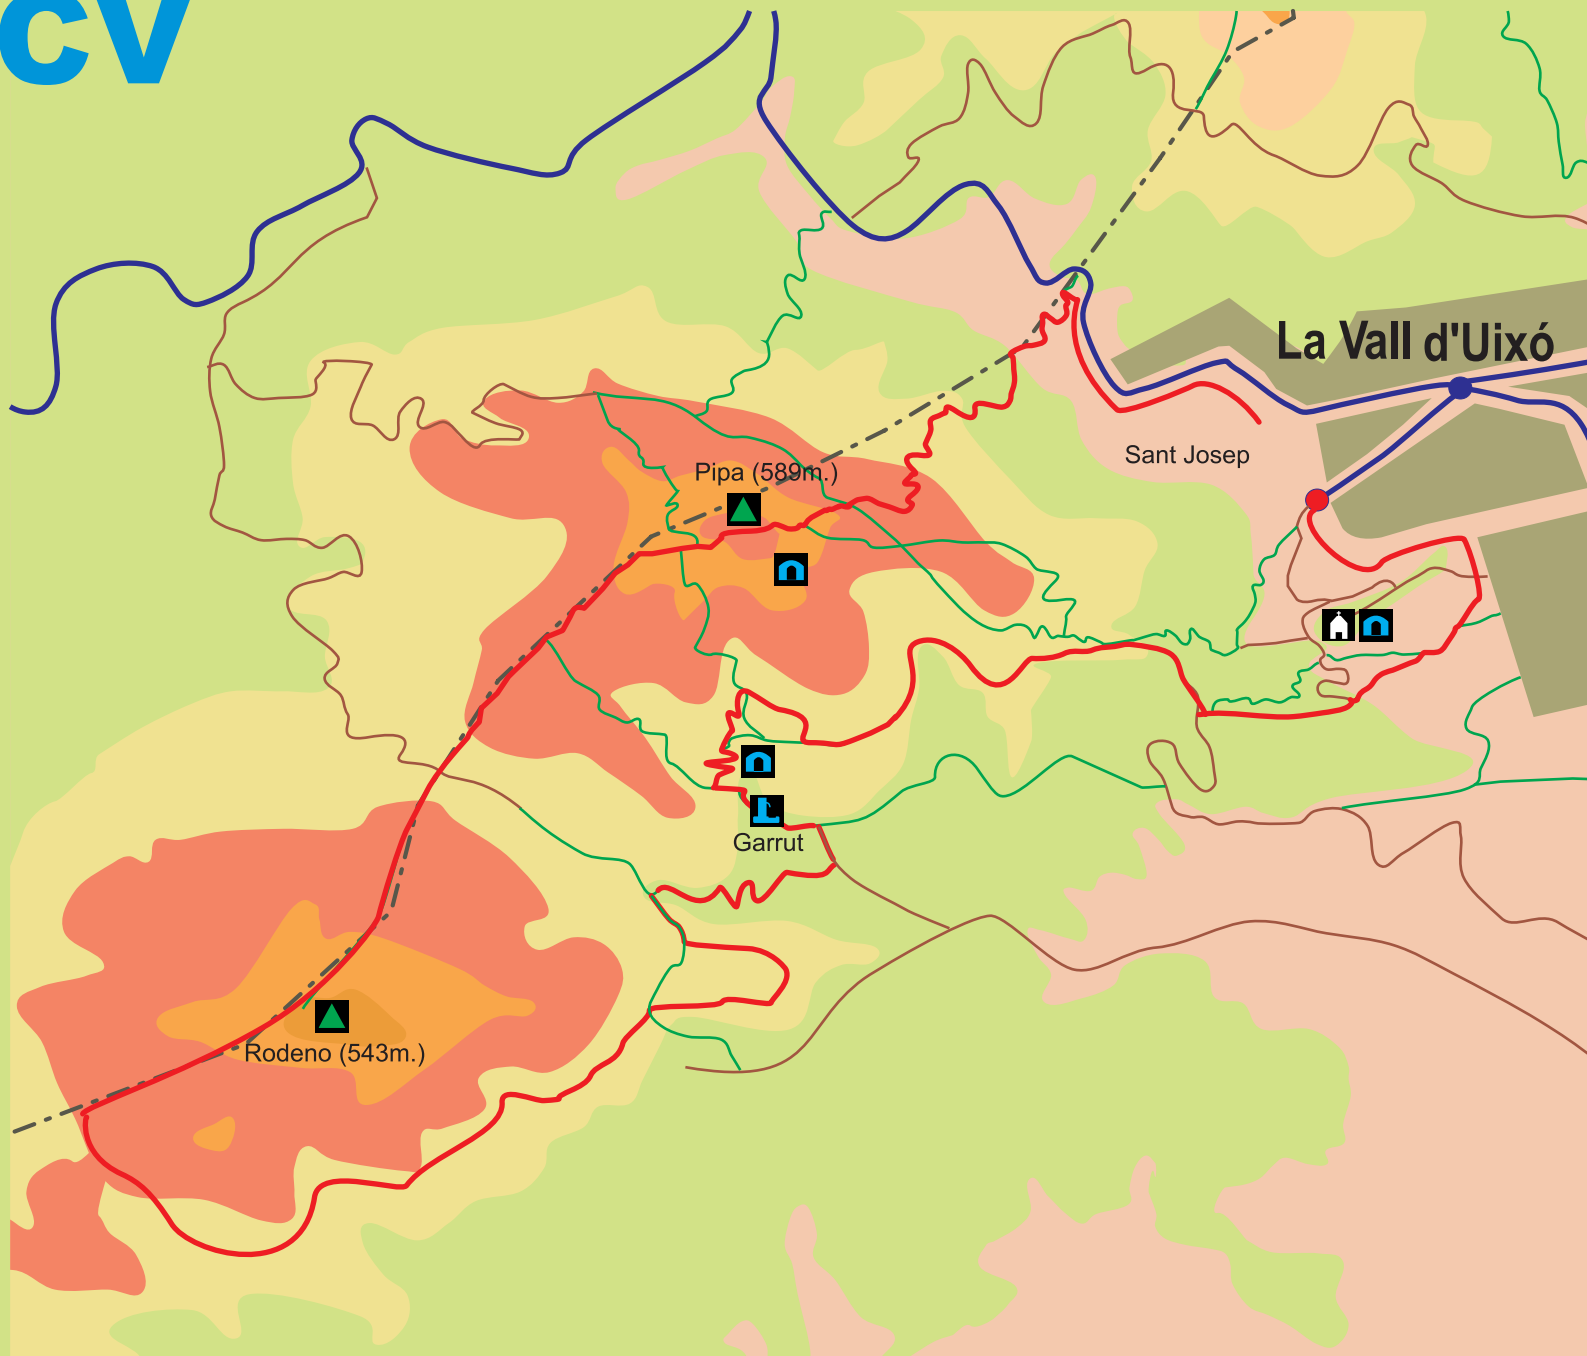 cv
La Vall d'Uixó
Sant Josep
Pipa (589m.)
Garrut
Rodeno (543m.)